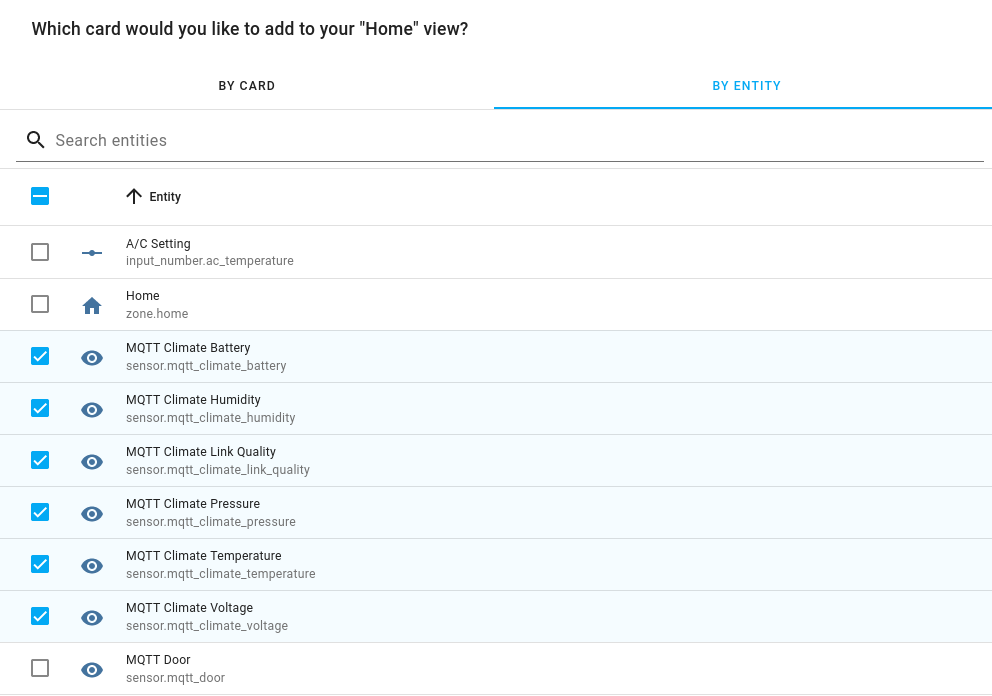 Which card would you like to add to your "Home" view?
BY CARD
BY ENTITY
Search entities
Entity
A/C Setting
input_number.ac_temperature
Home
zone.home
MQTT Climate Battery
sensor.mqtt_climate_battery
MQTT Climate Humidity
sensor.mqtt_climate_humidity
MQTT Climate Link Quality
sensor.mqtt_climate_link_quality
MQTT Climate Pressure
sensor.mqtt_climate_pressure
MQTT Climate Temperature
sensor.mqtt_climate_temperature
MQTT Climate Voltage
sensor.mqtt_climate_voltage
MQTT Door
sensor.mqtt_door